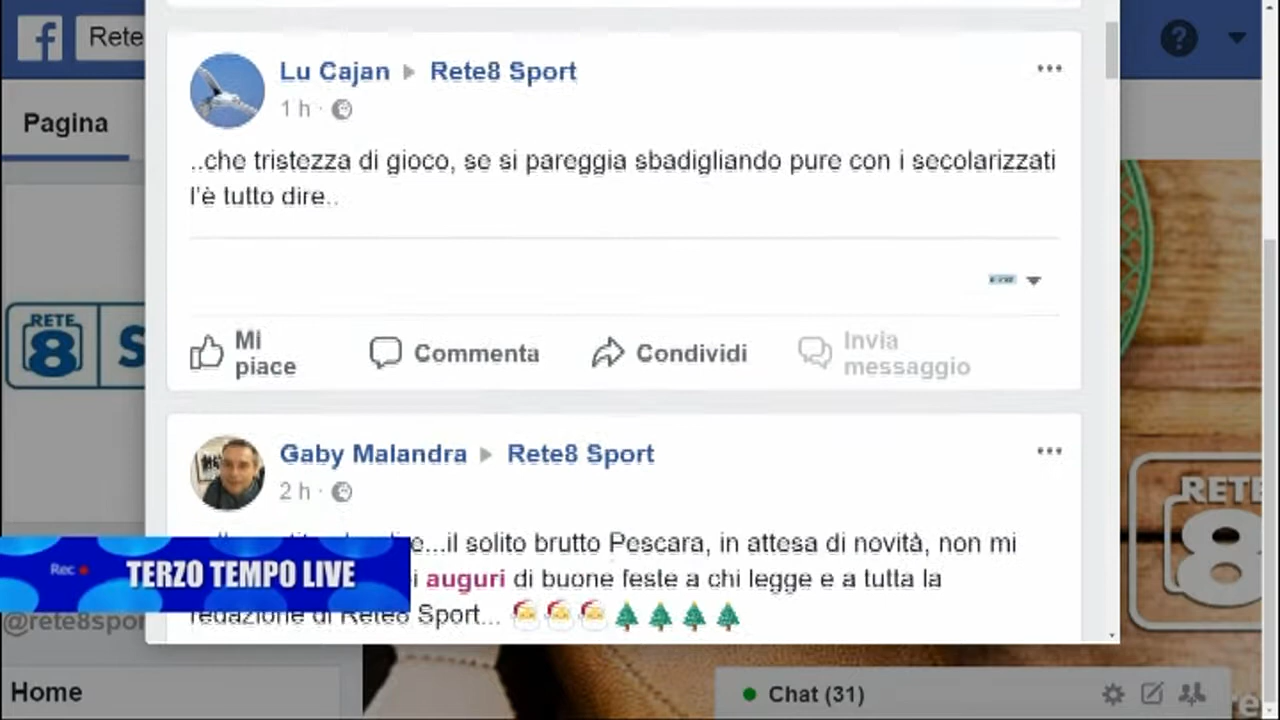 Rete
Pagina
Lu Cajan Rete8 Sport
1 h ·
..che tristezza di gioco, se si pareggia sbadigliando pure con i secolarizzati
l'è tutto dire..
Mi piace
Commenta
Condividi
Invia messaggio
RETE 8
Gaby Malandra Rete8 Sport
2 h ·
...il solito brutto Pescara, in attesa di novità, non mi
auguri di buone feste a chi legge e a tutta la
redazione di Rete8 Sport...
Rec TERZO TEMPO LIVE
@rete8spor
RETE 8
Home
Chat (31)